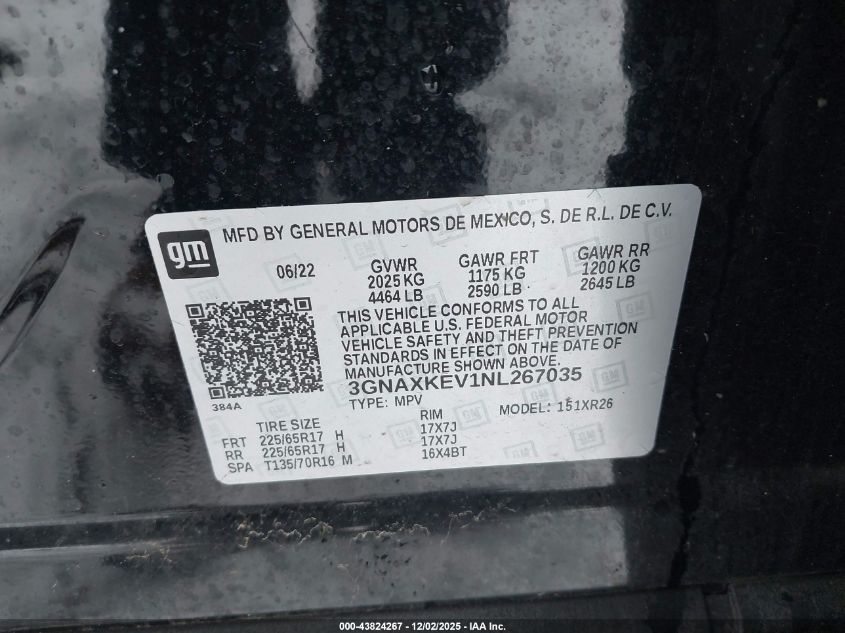 gm
MFD BY GENERAL MOTORS DE MEXICO, S. DE R.L. DE C.V.
06/22 GVWR GAWR FRT GAWR RR
2025 KG 1175 KG 1200 KG
4464 LB 2590 LB 2645 LB
THIS VEHICLE CONFORMS TO ALL
APPLICABLE U.S. FEDERAL MOTOR
VEHICLE SAFETY AND THEFT PREVENTION
STANDARDS IN EFFECT ON THE DATE OF
MANUFACTURE SHOWN ABOVE.
3GNAXKEV1NL267035
384A
TYPE: MPV MODEL: 151XR26
TIRE SIZE RIM
FRT 225/65R17 H 17X7J
RR 225/65R17 H 17X7J
SPA T135/70R16 M 16X4BT
000-43824267 - 12/02/2025 - IAA Inc.